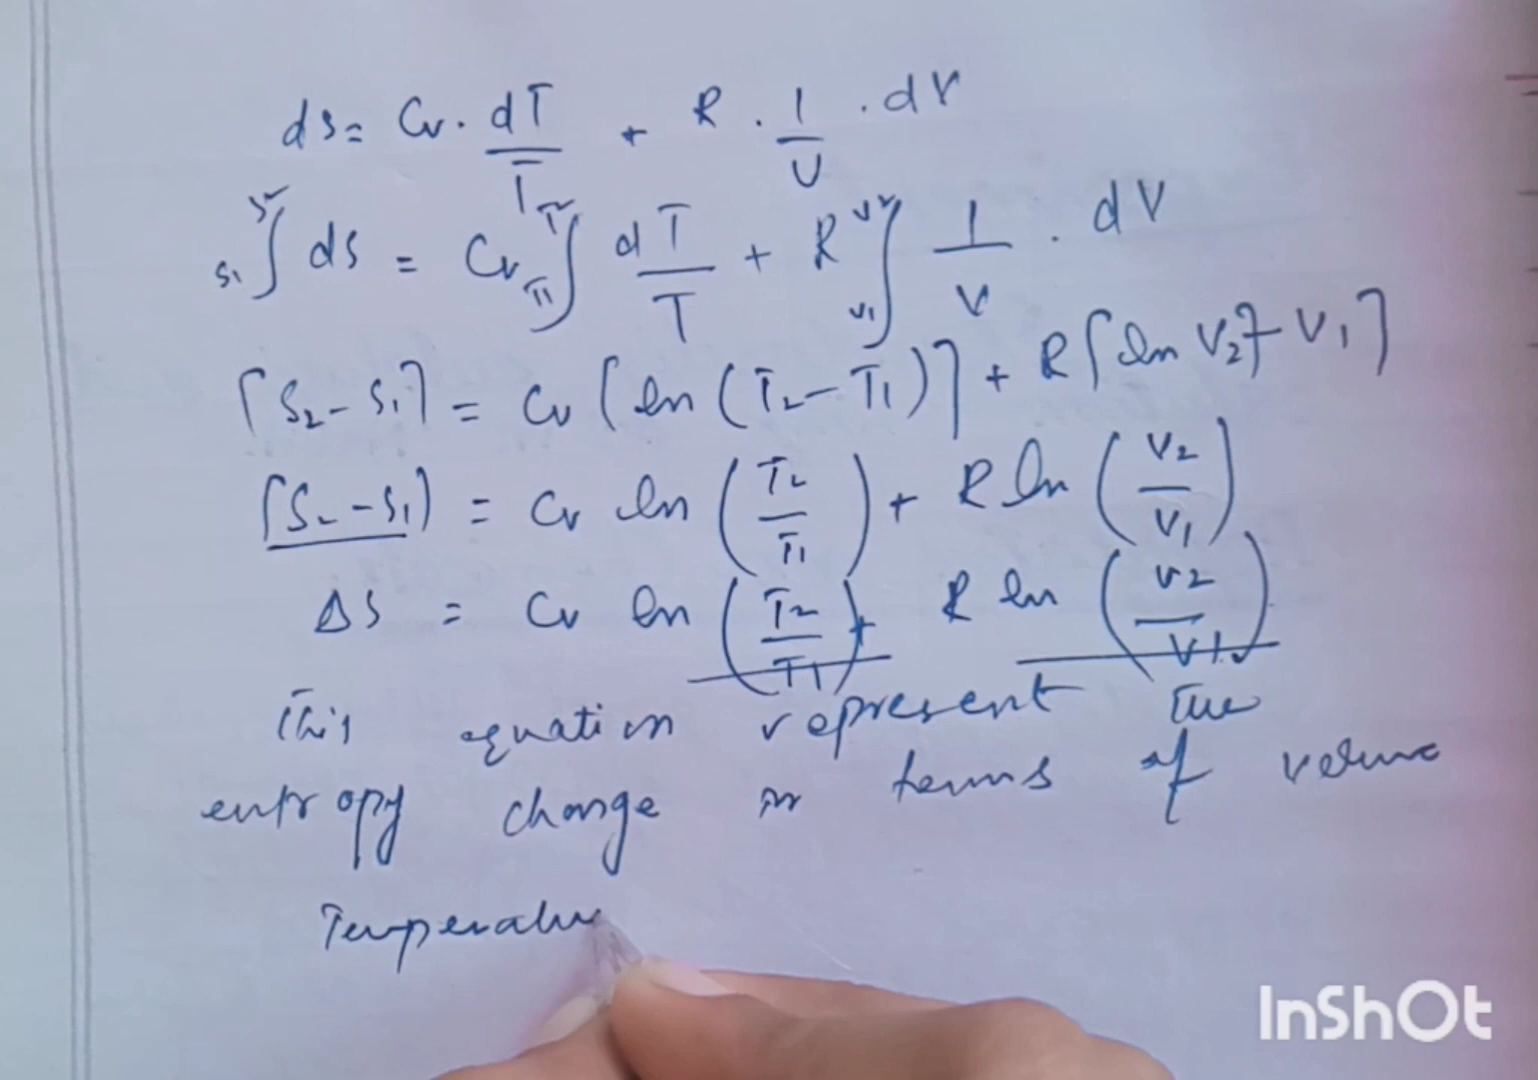 ds = Cv . dT/T + R . 1/V . dV
S1∫S2 ds = Cv T1∫T2 dT/T + R V1∫V2 1/V . dV
[S2 - S1] = Cv [ln (T2 - T1)] + R [ln V2 - V1]
[S2 - S1] = Cv ln (T2/T1) + R ln (V2/V1)
ΔS = Cv ln (T2/T1) + R ln (V2/V1)
This equation represent the
entropy change in terms of volume
Temperature
InShOt